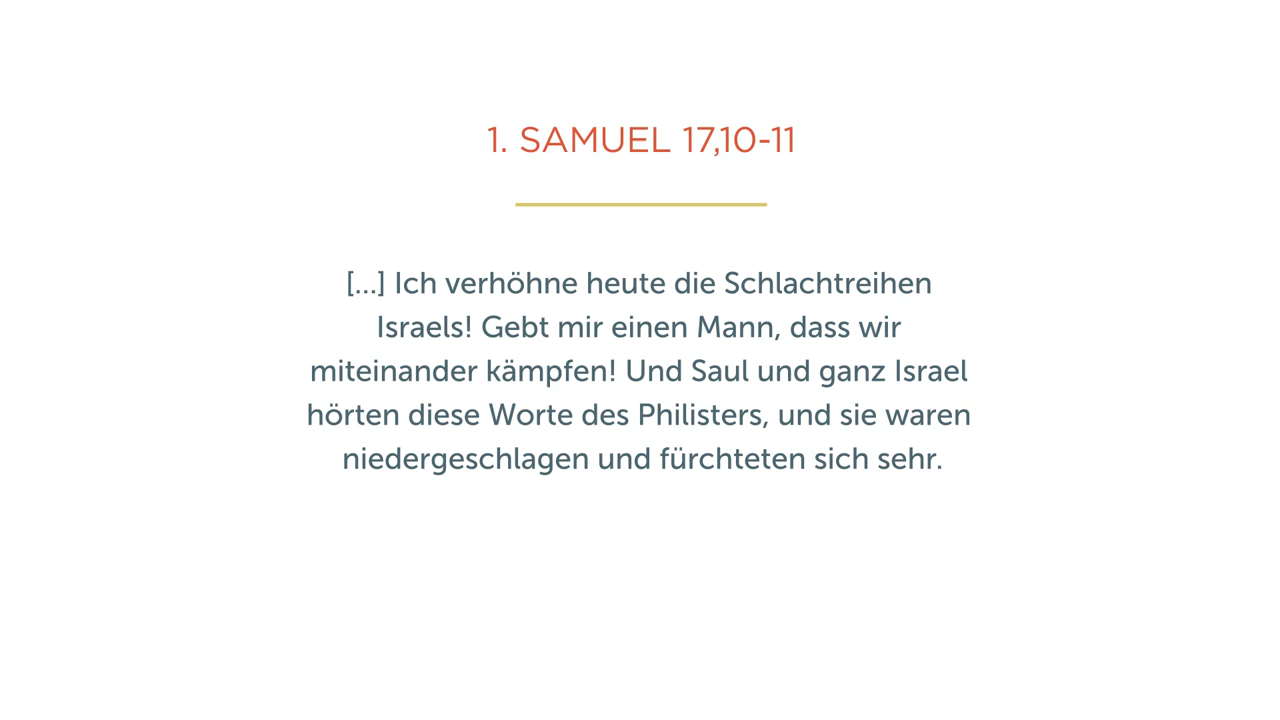 1. SAMUEL 17,10-11
[...] Ich verhöhne heute die Schlachtreihen
Israels! Gebt mir einen Mann, dass wir
miteinander kämpfen! Und Saul und ganz Israel
hörten diese Worte des Philisters, und sie waren
niedergeschlagen und fürchteten sich sehr.